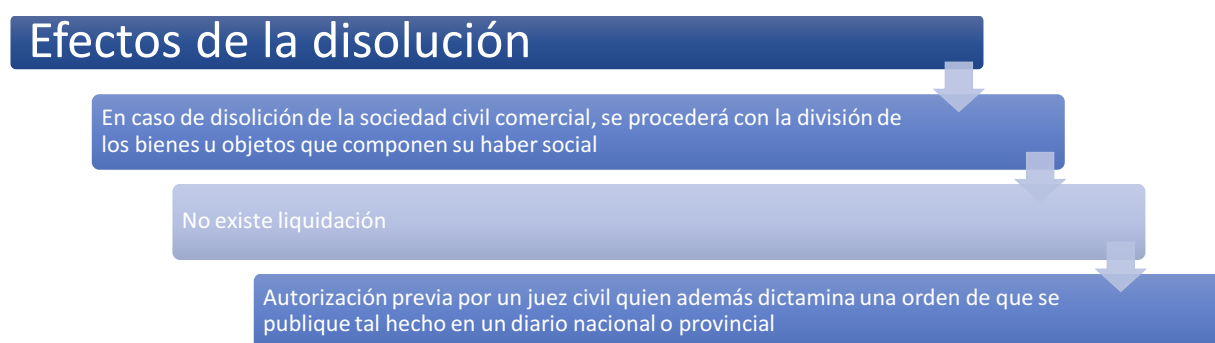 Efectos de la disolución
En caso de disolición de la sociedad civil comercial, se procederá con la división de
los bienes u objetos que componen su haber social
No existe liquidación
Autorización previa por un juez civil quien además dictamina una orden de que se
publique tal hecho en un diario nacional o provincial